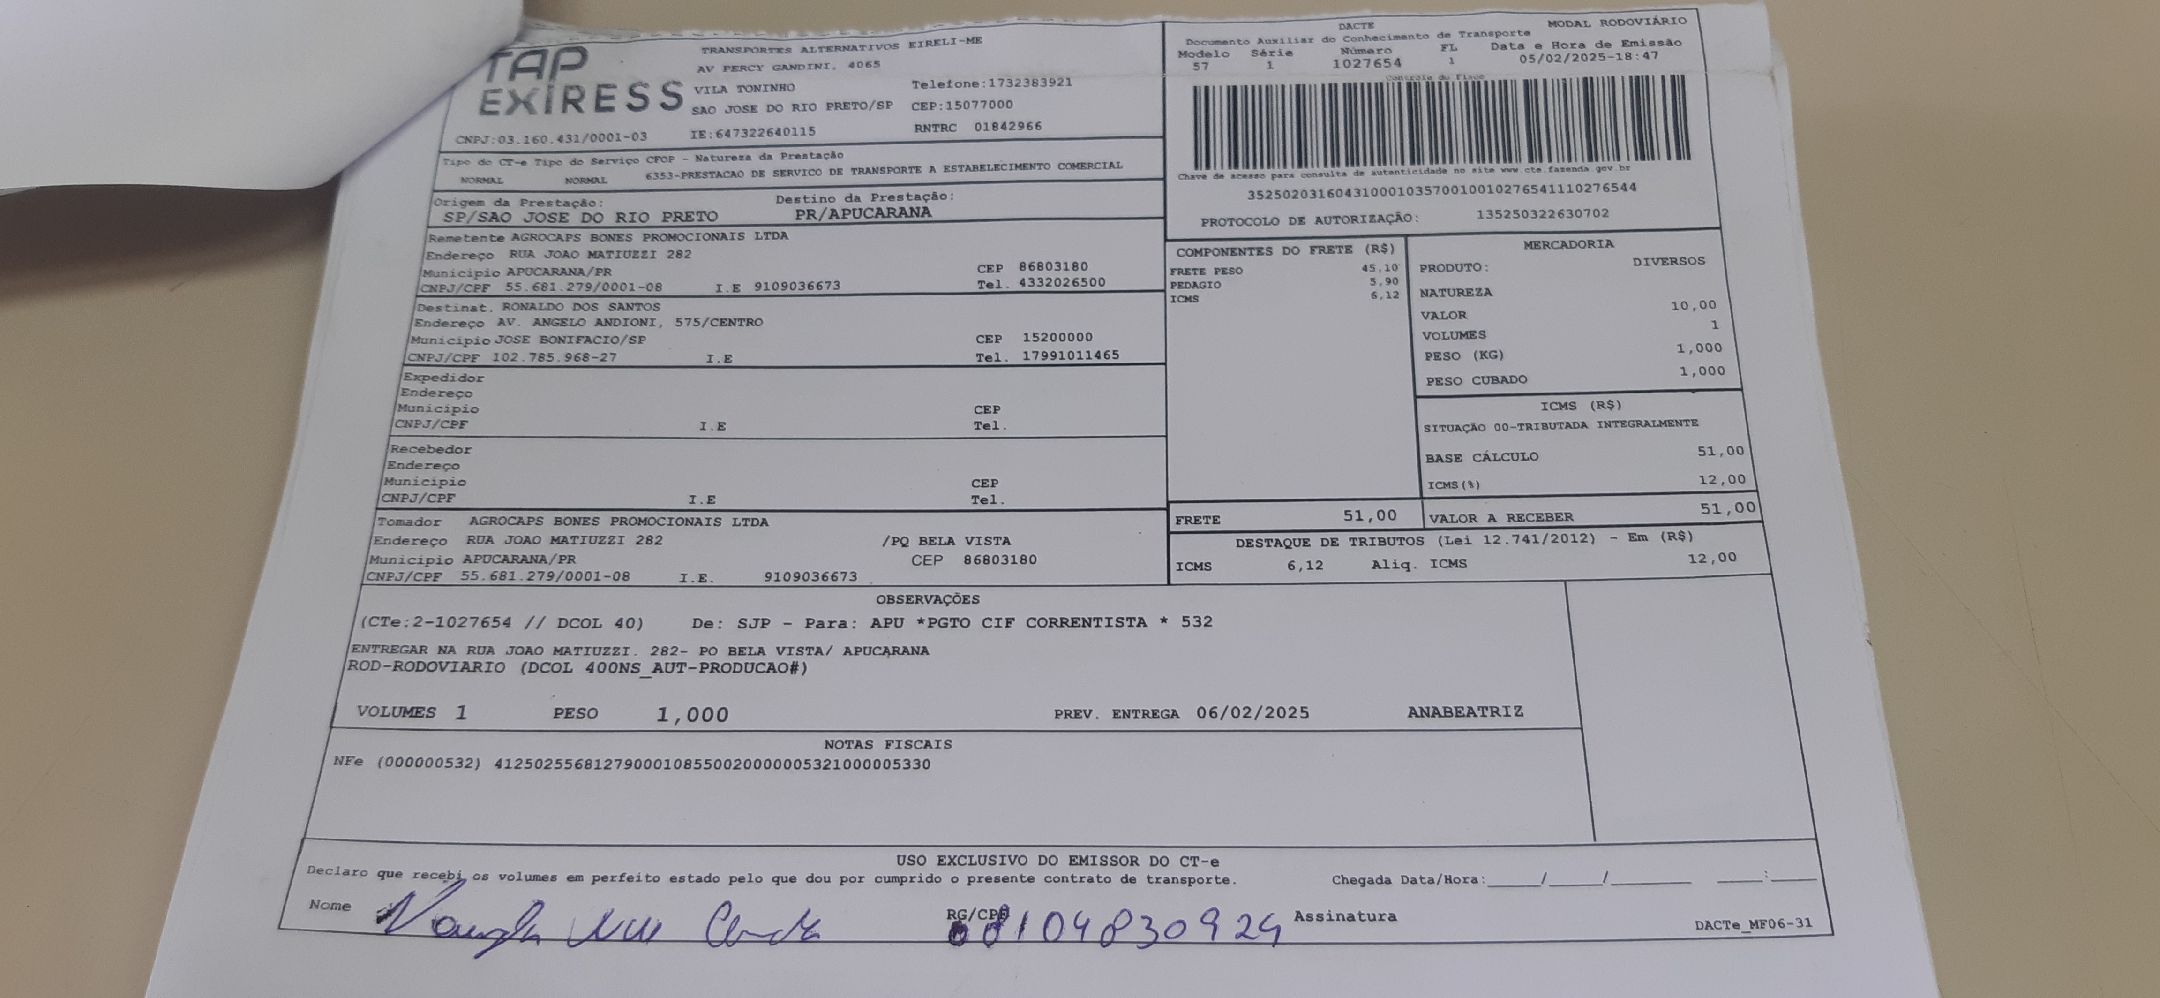 TAP
EXIRESS
TRANSPORTES ALTERNATIVOS EIRELI-ME
AV PERCY GANDINI, 4065
VILA TONINHO Telefone:1732383921
SAO JOSE DO RIO PRETO/SP CEP:15077000
CNPJ:03.160.431/0001-03 IE:647322640115 RNTRC 01842966
DACTE MODAL RODOVIÁRIO
Documento Auxiliar do Conhecimento de Transporte
Modelo Série Número FL Data e Hora de Emissão
57 1 1027654 1 05/02/2025-18:47
Controle do Fisco
Chave de acesso para consulta de autenticidade no site www.cte.fazenda.gov.br
35250203160431000103570010010276541110276544
PROTOCOLO DE AUTORIZAÇÃO: 135250322630702
Tipo do CT-e Tipo do Serviço CFOP - Natureza da Prestação
NORMAL NORMAL 6353-PRESTACAO DE SERVICO DE TRANSPORTE A ESTABELECIMENTO COMERCIAL
Origem da Prestação: Destino da Prestação:
SP/SAO JOSE DO RIO PRETO PR/APUCARANA
Remetente AGROCAPS BONES PROMOCIONAIS LTDA
Endereço RUA JOAO MATIUZZI 282
Municipio APUCARANA/PR CEP 86803180
CNPJ/CPF 55.681.279/0001-08 I.E 9109036673 Tel. 4332026500
Destinat. RONALDO DOS SANTOS
Endereço AV. ANGELO ANDIONI, 575/CENTRO
Municipio JOSE BONIFACIO/SP CEP 15200000
CNPJ/CPF 102.785.968-27 I.E Tel. 17991011465
Expedidor
Endereço
Municipio CEP
CNPJ/CPF I.E Tel.
Recebedor
Endereço
Municipio CEP
CNPJ/CPF I.E Tel.
Tomador AGROCAPS BONES PROMOCIONAIS LTDA
Endereço RUA JOAO MATIUZZI 282 /PQ BELA VISTA
Municipio APUCARANA/PR CEP 86803180
CNPJ/CPF 55.681.279/0001-08 I.E. 9109036673
COMPONENTES DO FRETE (R$)
FRETE PESO 45,10
PEDAGIO 5,90
ICMS 6,12
MERCADORIA
PRODUTO: DIVERSOS
NATUREZA
VALOR 10,00
VOLUMES 1
PESO (KG) 1,000
PESO CUBADO 1,000
ICMS (R$)
SITUAÇÃO 00-TRIBUTADA INTEGRALMENTE
BASE CÁLCULO 51,00
ICMS(%) 12,00
FRETE 51,00 VALOR A RECEBER 51,00
DESTAQUE DE TRIBUTOS (Lei 12.741/2012) - Em (R$)
ICMS 6,12 Aliq. ICMS 12,00
OBSERVAÇÕES
(CTe:2-1027654 // DCOL 40) De: SJP - Para: APU *PGTO CIF CORRENTISTA * 532
ENTREGAR NA RUA JOAO MATIUZZI. 282- PO BELA VISTA/ APUCARANA
ROD-RODOVIARIO (DCOL 400NS_AUT-PRODUCAO#)
VOLUMES 1 PESO 1,000 PREV. ENTREGA 06/02/2025 ANABEATRIZ
NOTAS FISCAIS
NFe (000000532) 41250255681279000108550020000005321000005330
USO EXCLUSIVO DO EMISSOR DO CT-e
Declaro que recebi os volumes em perfeito estado pelo que dou por cumprido o presente contrato de transporte. Chegada Data/Hora:_____/_____/_______ ____:____
Nome RG/CPF Assinatura
DACTe_MF06-31